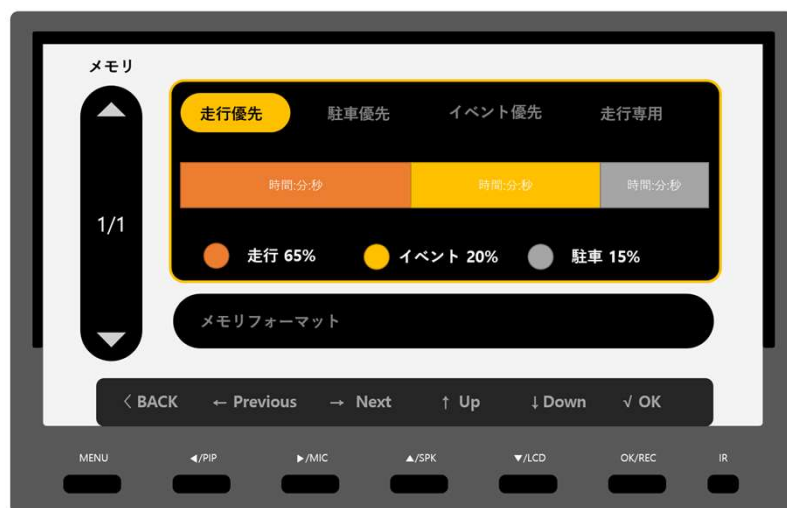 メモリ
走行優先 駐車優先 イベント優先 走行専用
時間:分:秒 時間:分:秒 時間:分:秒
1/1
走行 65% イベント 20% 駐車 15%
メモリフォーマット
〈 BACK ← Previous → Next ↑ Up ↓ Down √ OK
MENU ◀/PIP ▶/MIC ▲/SPK ▼/LCD OK/REC IR